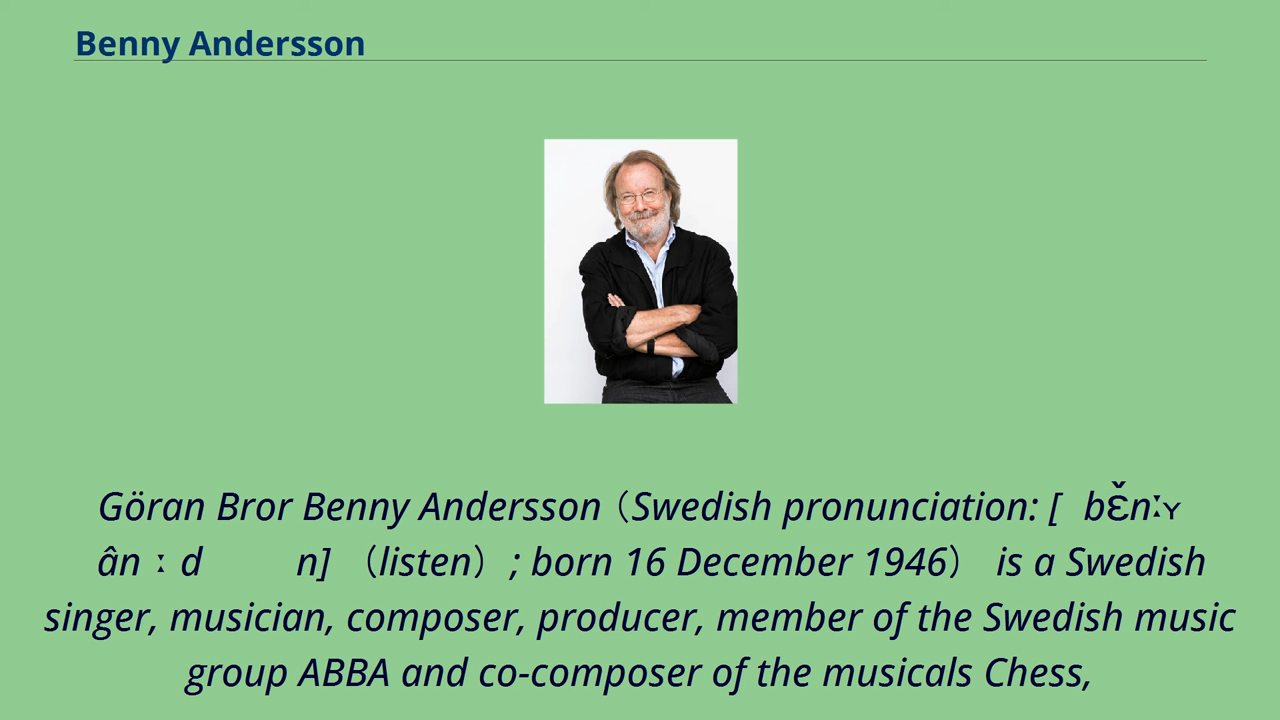 Benny Andersson
Göran Bror Benny Andersson（Swedish pronunciation: [ bɛ̌nːʏ
ân ː d n] （listen）; born 16 December 1946） is a Swedish
singer, musician, composer, producer, member of the Swedish music
group ABBA and co-composer of the musicals Chess,